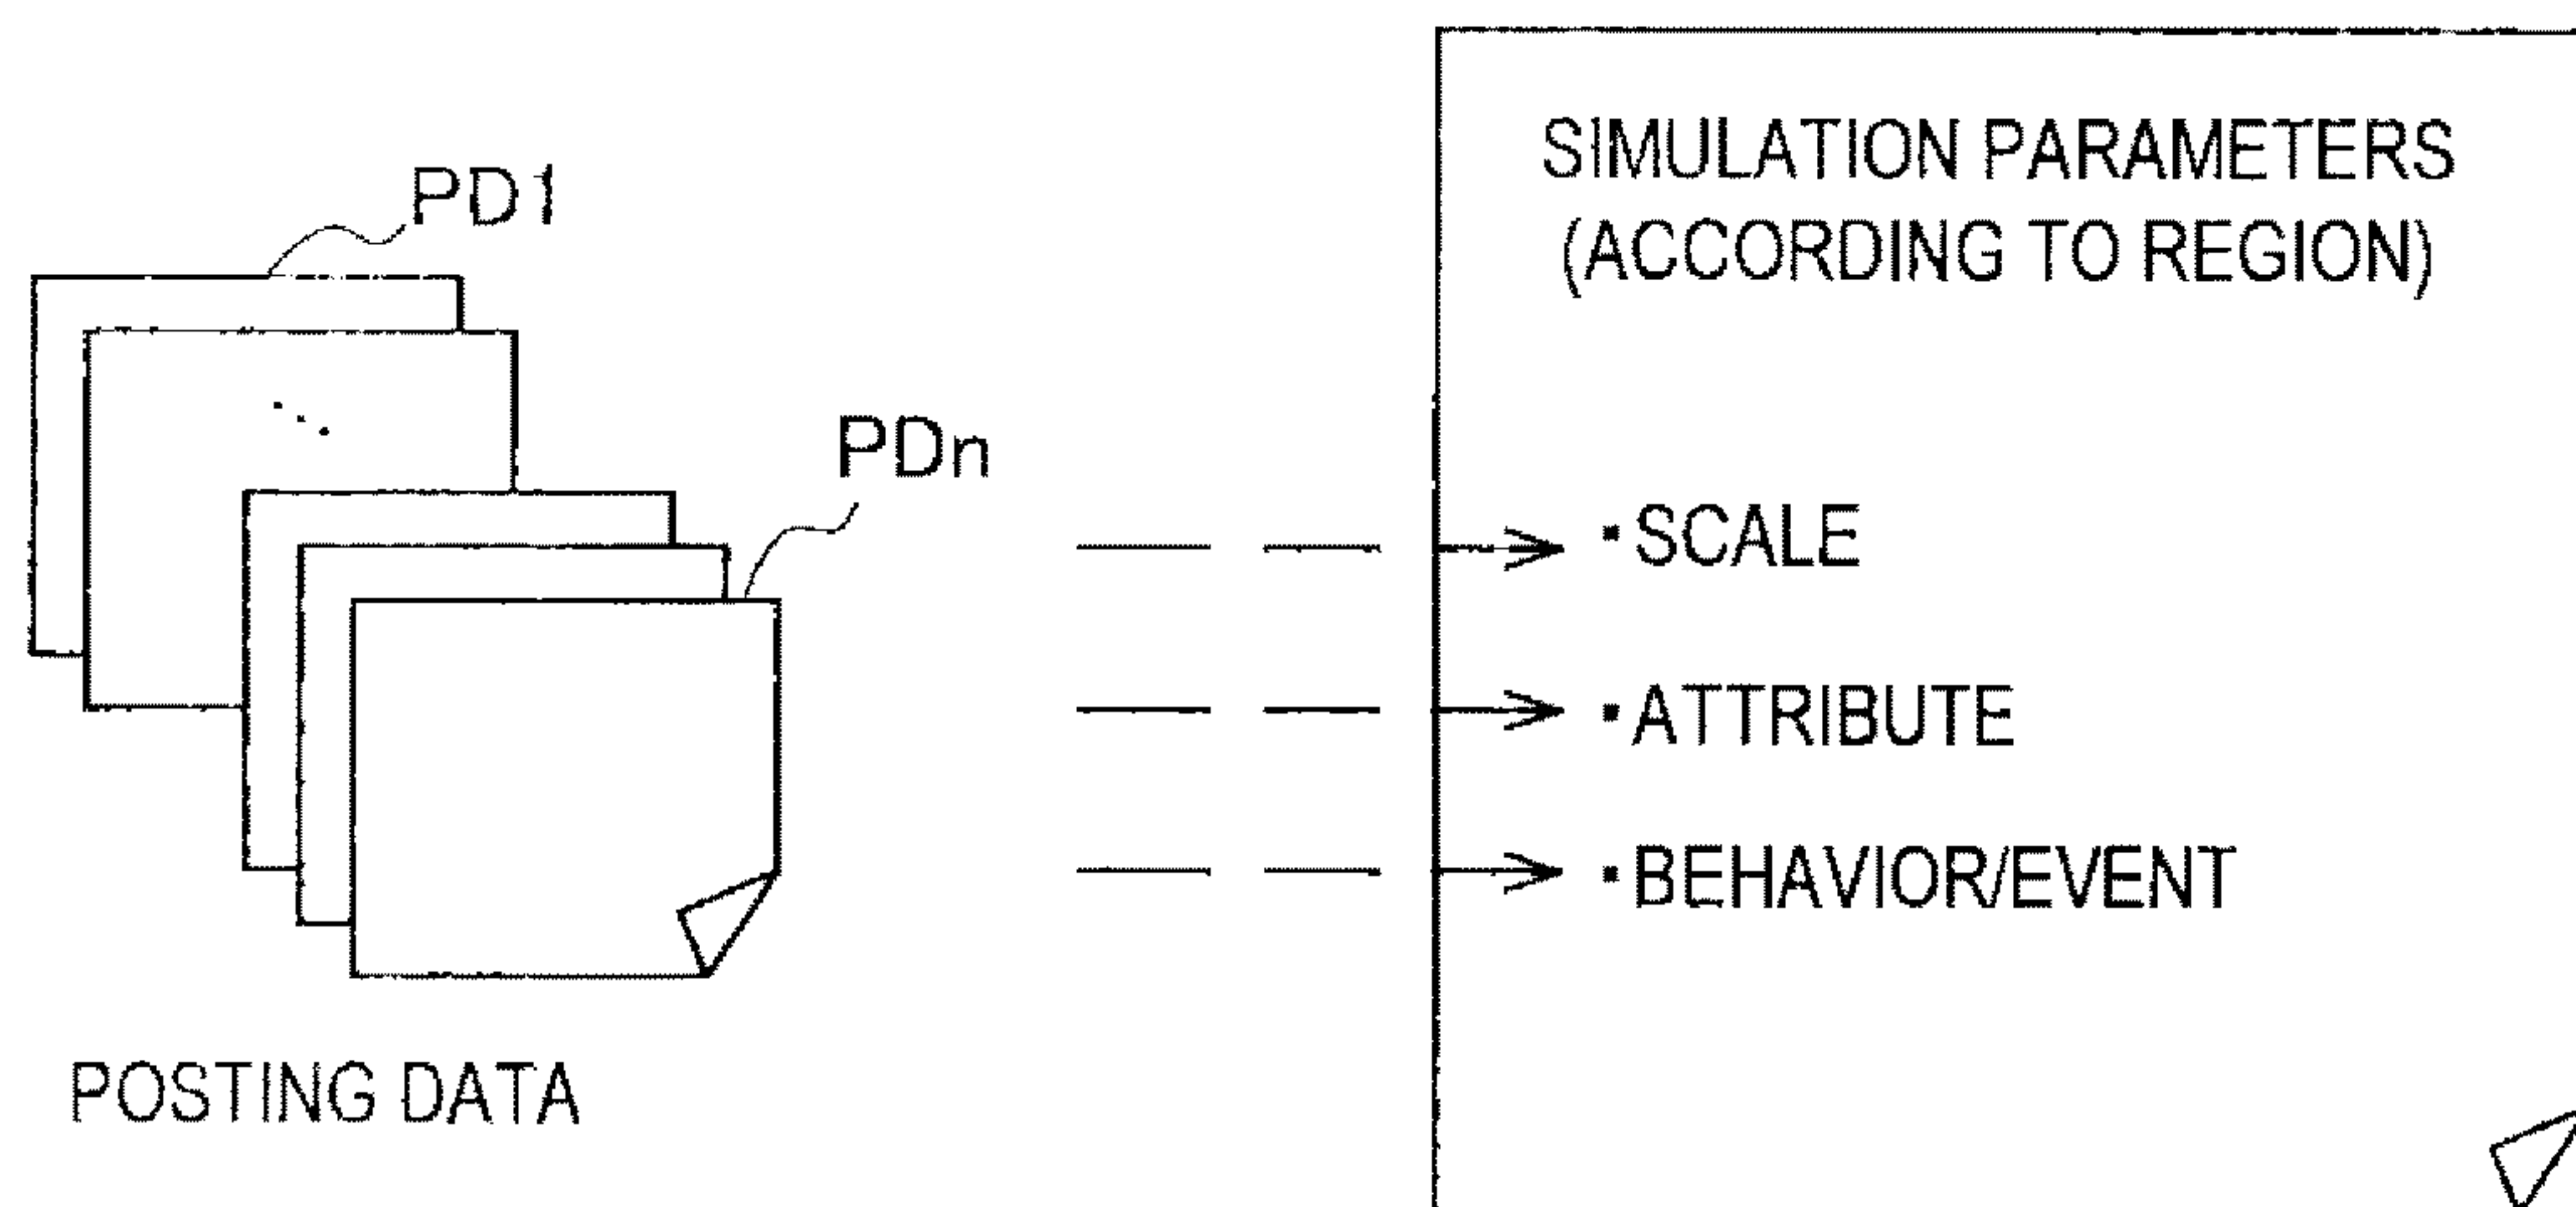 PD1
PDn
POSTING DATA
SIMULATION PARAMETERS
(ACCORDING TO REGION)
▪SCALE
▪ATTRIBUTE
▪BEHAVIOR/EVENT